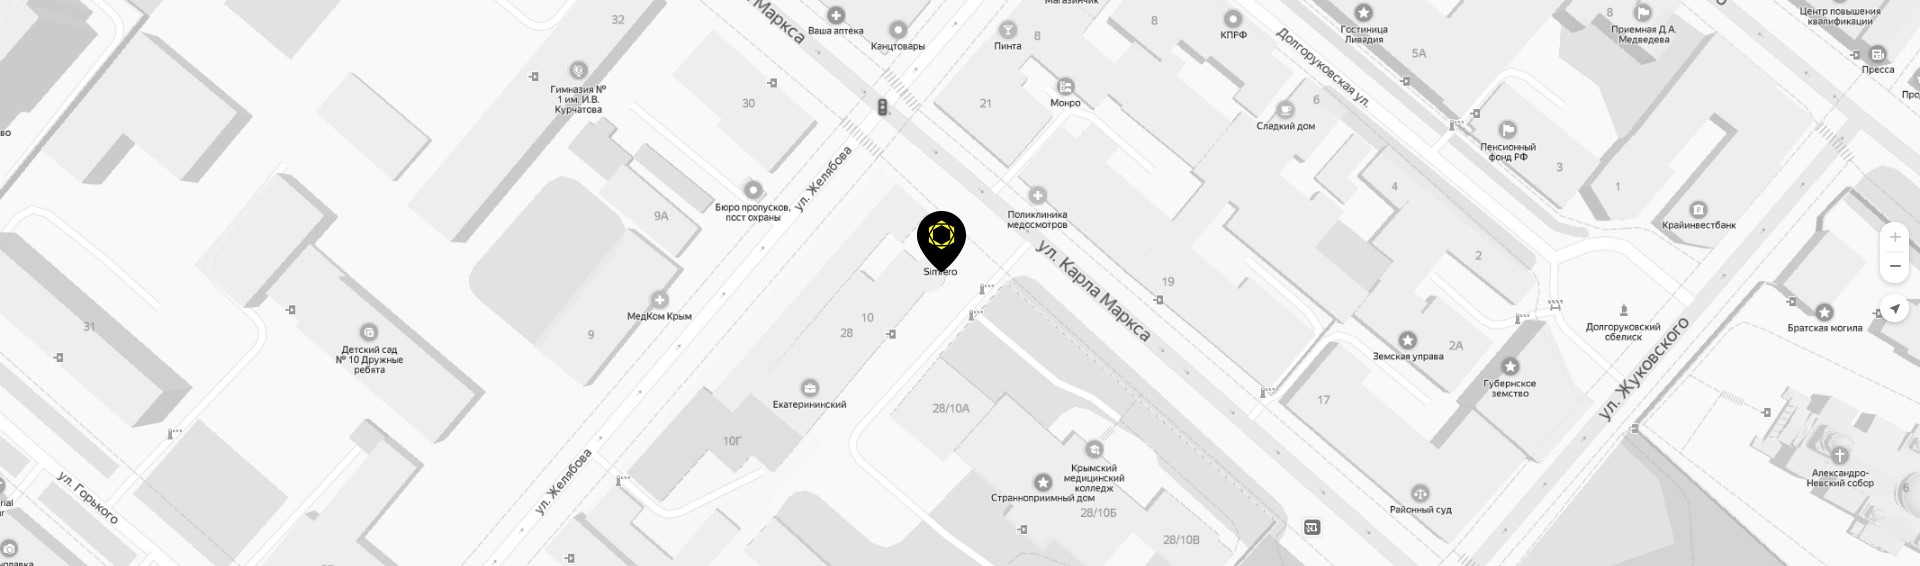 32
Маркса
Ваша аптека
Канцтовары
Пинта
8
8
КПРФ
Гостиница
Ливадия
8
Приемная Д.А.
Медведева
Центр повышения
квалификации
Пресса
5А
Долгоруковская ул.
Гимназия №
1 им. И.В.
Курчатова
30
21
Монро
6
Сладкий дом
Пенсионный
фонд РФ
3
1
4
во
ул. Желябова
Бюро пропусков,
пост охраны
9А
Поликлиника
медосмотров
Крайинвестбанк
2
ул. Карла Маркса
19
МедКом Крым
9
10
28
31
Детский сад
№ 10 Дружные
ребята
Долгоруковский
обелиск
Братская могила
Земская управа
2А
Губернское
земство
ул. Жуковского
Екатерининский
28/10А
17
10Г
Крымский
медицинский
колледж
Странноприимный дом
28/10Б
28/10В
Районный суд
Александро-
Невский собор
6
ул. Горького
ул. Желябова